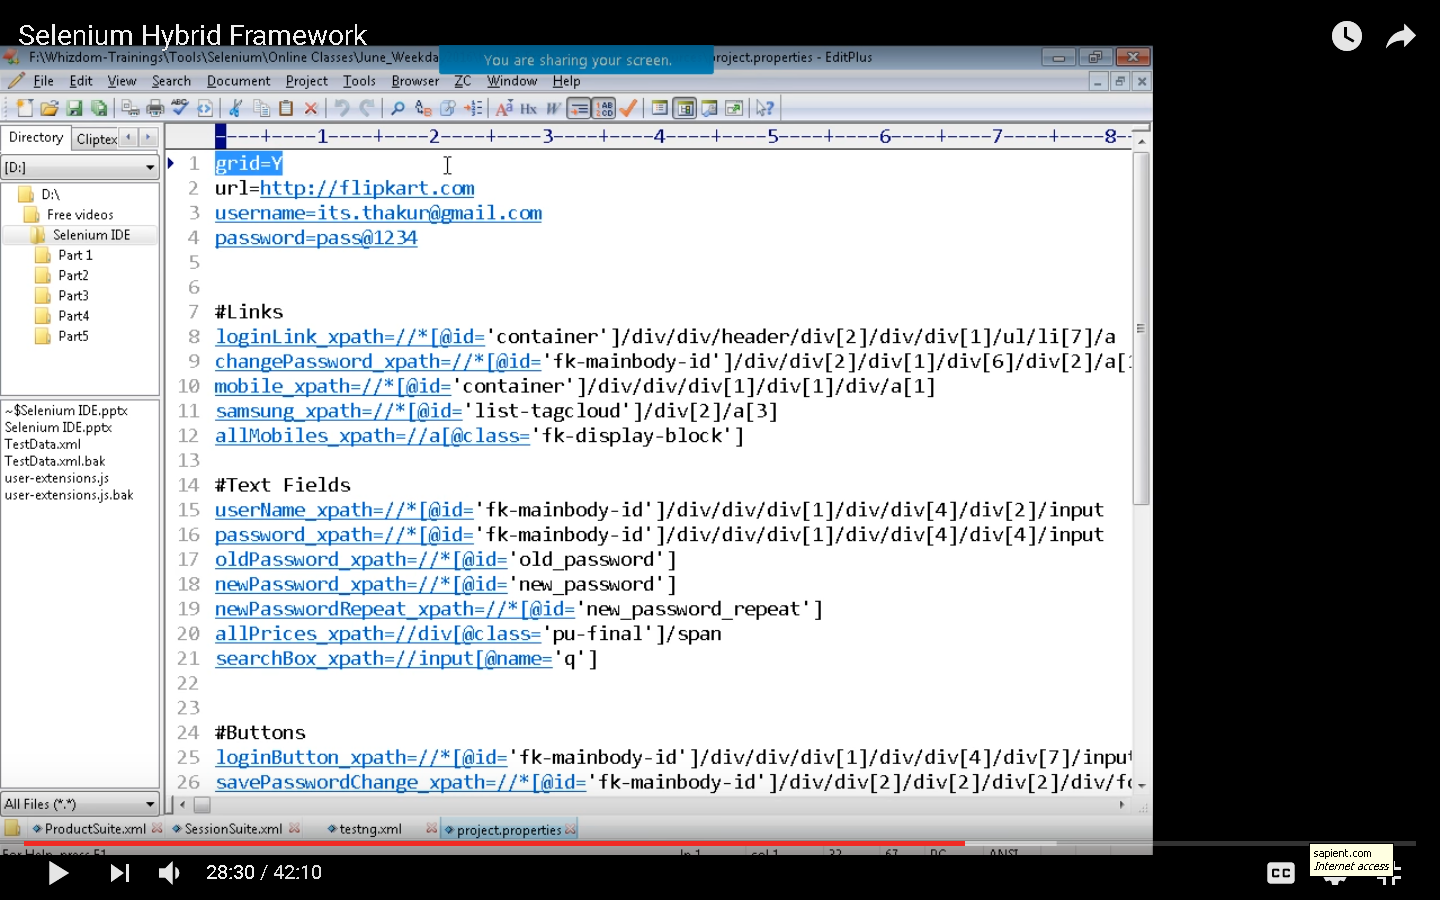 Selenium Hybrid Framework
F:\Whizdom-Trainings\Tools\Selenium\Online Classes\June_Weekda
You are sharing your screen.
roject.properties - EditPlus
File Edit View Search Document Project Tools Browser ZC Window Help
Directory Cliptex
----+----1----+----2----+----3----+----4----+----5----+----6----+----7----+----8-
[D:]
D:\
Free videos
Selenium IDE
Part 1
Part2
Part3
Part4
Part5
~$Selenium IDE.pptx
Selenium IDE.pptx
TestData.xml
TestData.xml.bak
user-extensions.js
user-extensions.js.bak
All Files (*.*)
1 grid=Y
2 url=http://flipkart.com
3 username=its.thakur@gmail.com
4 password=pass@1234
5
6
7 #Links
8 loginLink_xpath=//*[@id='container']/div/div/header/div[2]/div/div[1]/ul/li[7]/a
9 changePassword_xpath=//*[@id='fk-mainbody-id']/div/div[2]/div[1]/div[6]/div[2]/a[1
10 mobile_xpath=//*[@id='container']/div/div/div[1]/div[1]/div/a[1]
11 samsung_xpath=//*[@id='list-tagcloud']/div[2]/a[3]
12 allMobiles_xpath=//a[@class='fk-display-block']
13
14 #Text Fields
15 userName_xpath=//*[@id='fk-mainbody-id']/div/div/div[1]/div/div[4]/div[2]/input
16 password_xpath=//*[@id='fk-mainbody-id']/div/div/div[1]/div/div[4]/div[4]/input
17 oldPassword_xpath=//*[@id='old_password']
18 newPassword_xpath=//*[@id='new_password']
19 newPasswordRepeat_xpath=//*[@id='new_password_repeat']
20 allPrices_xpath=//div[@class='pu-final']/span
21 searchBox_xpath=//input[@name='q']
22
23
24 #Buttons
25 loginButton_xpath=//*[@id='fk-mainbody-id']/div/div/div[1]/div/div[4]/div[7]/input
26 savePasswordChange_xpath=//*[@id='fk-mainbody-id']/div/div[2]/div[2]/div[2]/div/fo
ProductSuite.xml SessionSuite.xml testng.xml project.properties
For Help, press F1 ln 1 col 1 32 67 PC ANSI
28:30 / 42:10
CC
sapient.com
Internet access